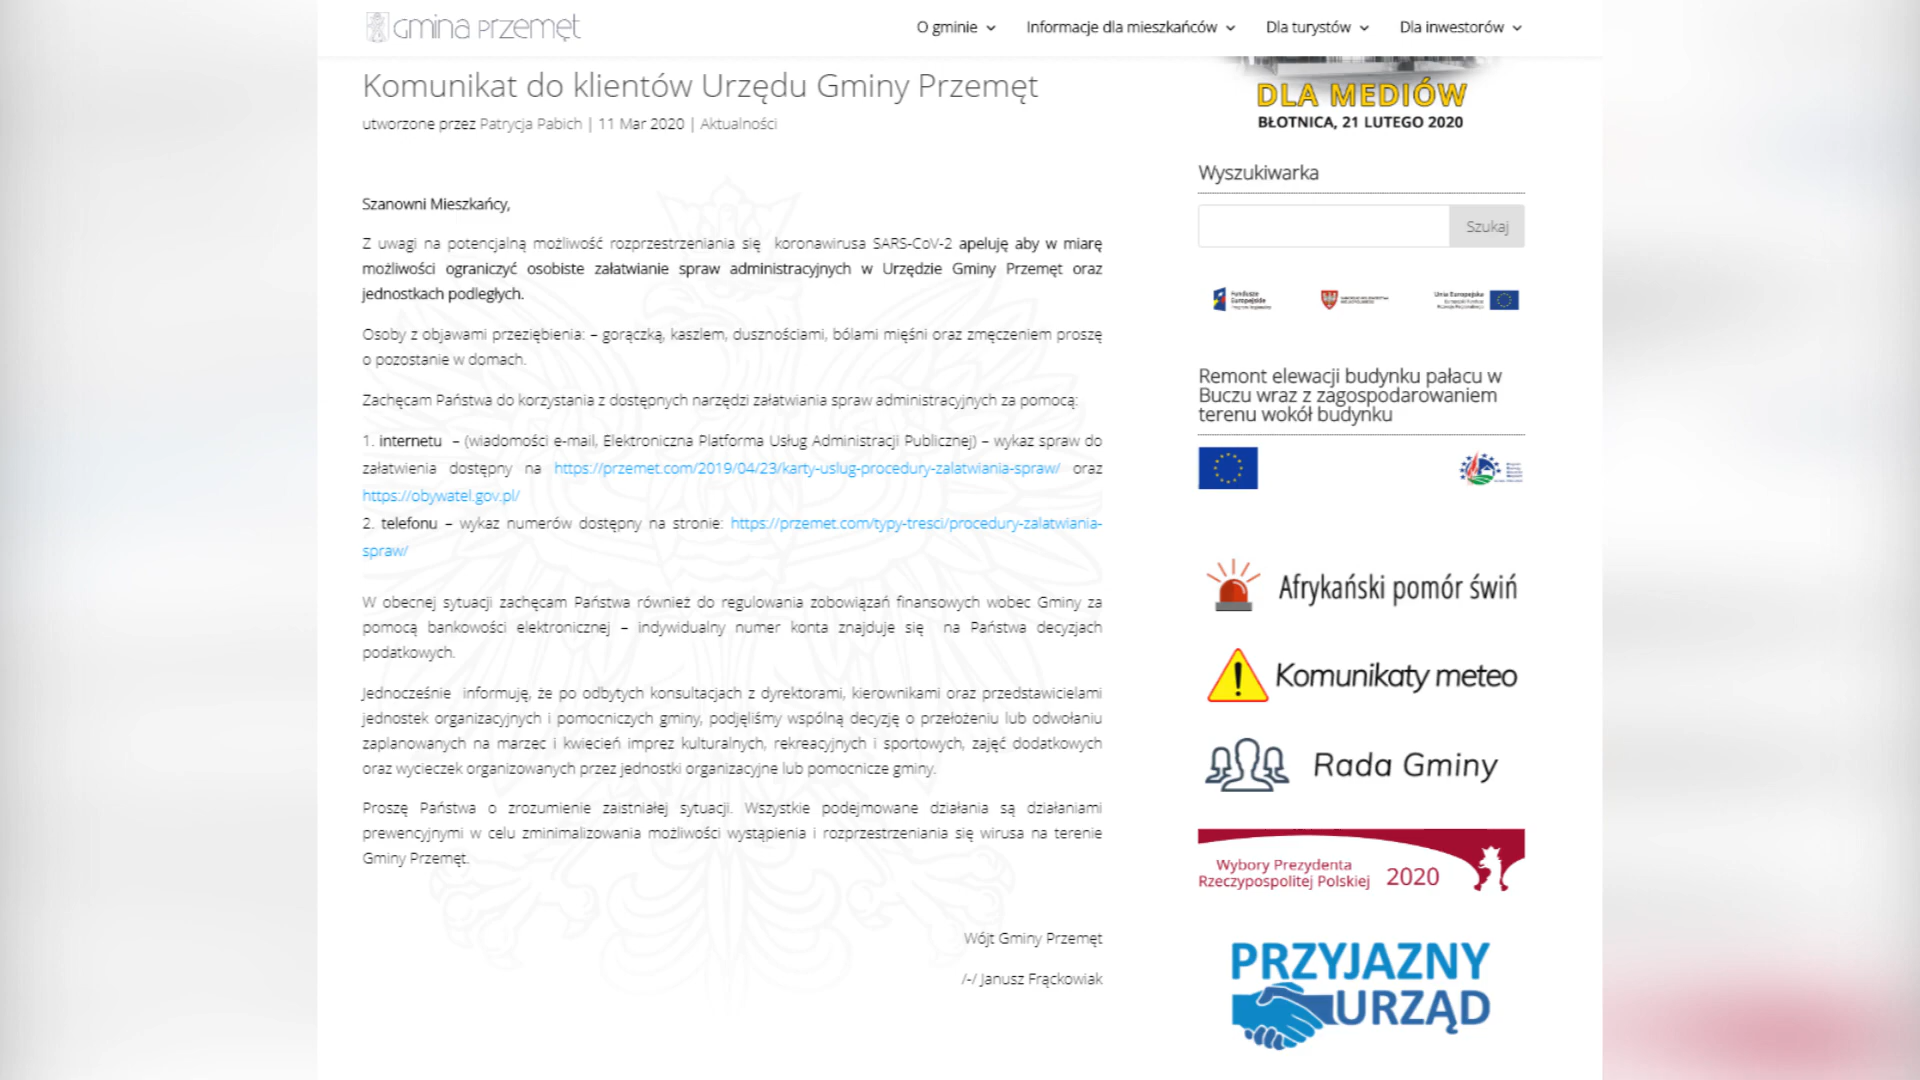 gmina przemęt
O gminie
Informacje dla mieszkańców
Dla turystów
Dla inwestorów
Komunikat do klientów Urzędu Gminy Przemęt
utworzone przez Patrycja Pabich | 11 Mar 2020 | Aktualności
Szanowni Mieszkańcy,
Z uwagi na potencjalną możliwość rozprzestrzeniania się koronawirusa SARS-CoV-2 apeluję aby w miarę
możliwości ograniczyć osobiste załatwianie spraw administracyjnych w Urzędzie Gminy Przemęt oraz
jednostkach podległych.
Osoby z objawami przeziębienia: – gorączką, kaszlem, dusznościami, bólami mięśni oraz zmęczeniem proszę
o pozostanie w domach.
Zachęcam Państwa do korzystania z dostępnych narzędzi załatwiania spraw administracyjnych za pomocą:
1. internetu – (wiadomości e-mail, Elektroniczna Platforma Usług Administracji Publicznej) – wykaz spraw do
załatwienia dostępny na https://przemet.com/2019/04/23/karty-uslug-procedury-zalatwiania-spraw/ oraz
https://obywatel.gov.pl/
2. telefonu – wykaz numerów dostępny na stronie: https://przemet.com/typy-tresci/procedury-zalatwiania-
spraw/
W obecnej sytuacji zachęcam Państwa również do regulowania zobowiązań finansowych wobec Gminy za
pomocą bankowości elektronicznej – indywidualny numer konta znajduje się na Państwa decyzjach
podatkowych.
Jednocześnie informuję, że po odbytych konsultacjach z dyrektorami, kierownikami oraz przedstawicielami
jednostek organizacyjnych i pomocniczych gminy, podjęliśmy wspólną decyzję o przełożeniu lub odwołaniu
zaplanowanych na marzec i kwiecień imprez kulturalnych, rekreacyjnych i sportowych, zajęć dodatkowych
oraz wycieczek organizowanych przez jednostki organizacyjne lub pomocnicze gminy.
Proszę Państwa o zrozumienie zaistniałej sytuacji. Wszystkie podejmowane działania są działaniami
prewencyjnymi w celu zminimalizowania możliwości wystąpienia i rozprzestrzeniania się wirusa na terenie
Gminy Przemęt.
Wójt Gminy Przemęt
/-/ Janusz Frąckowiak
DLA MEDIÓW
BŁOTNICA, 21 LUTEGO 2020
Wyszukiwarka
Szukaj
Fundusze
Europejskie
Unia Europejska
Remont elewacji budynku pałacu w
Buczu wraz z zagospodarowaniem
terenu wokół budynku
Afrykański pomór świń
Komunikaty meteo
Rada Gminy
Wybory Prezydenta
Rzeczypospolitej Polskiej 2020
PRZYJAZNY
URZĄD